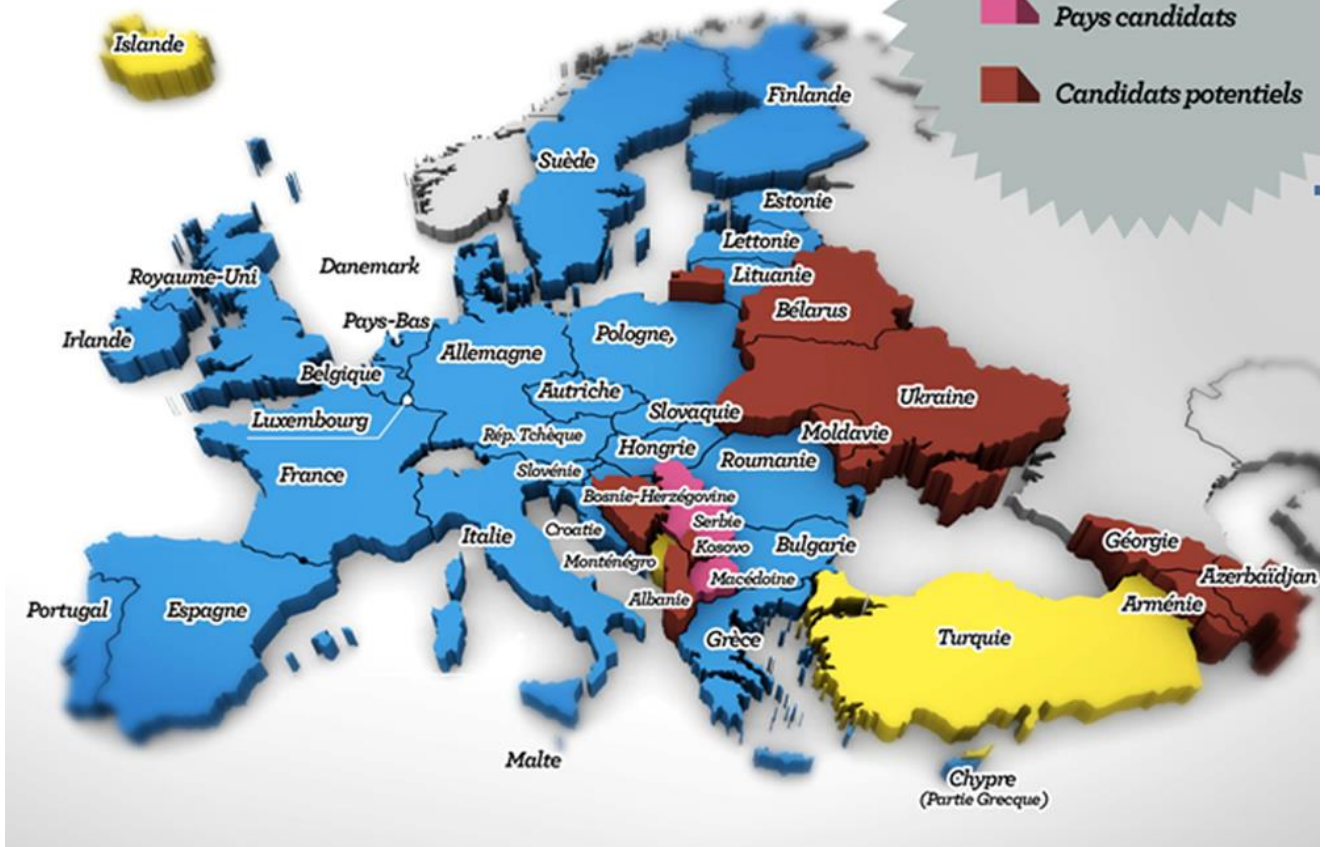 Pays candidats
Candidats potentiels
Islande
Finlande
Suède
Estonie
Lettonie
Lituanie
Danemark
Royaume-Uni
Bélarus
Pays-Bas
Irlande
Pologne,
Allemagne
Belgique
Autriche
Ukraine
Luxembourg
Slovaquie
Moldavie
Rép. Tchèque
Hongrie
Roumanie
France
Slovénie
Bosnie-Herzégovine
Serbie
Croatie
Italie
Kosovo
Bulgarie
Géorgie
Monténégro
Macédoine
Azerbaïdjan
Albanie
Arménie
Portugal
Espagne
Grèce
Turquie
Malte
Chypre
(Partie Grecque)